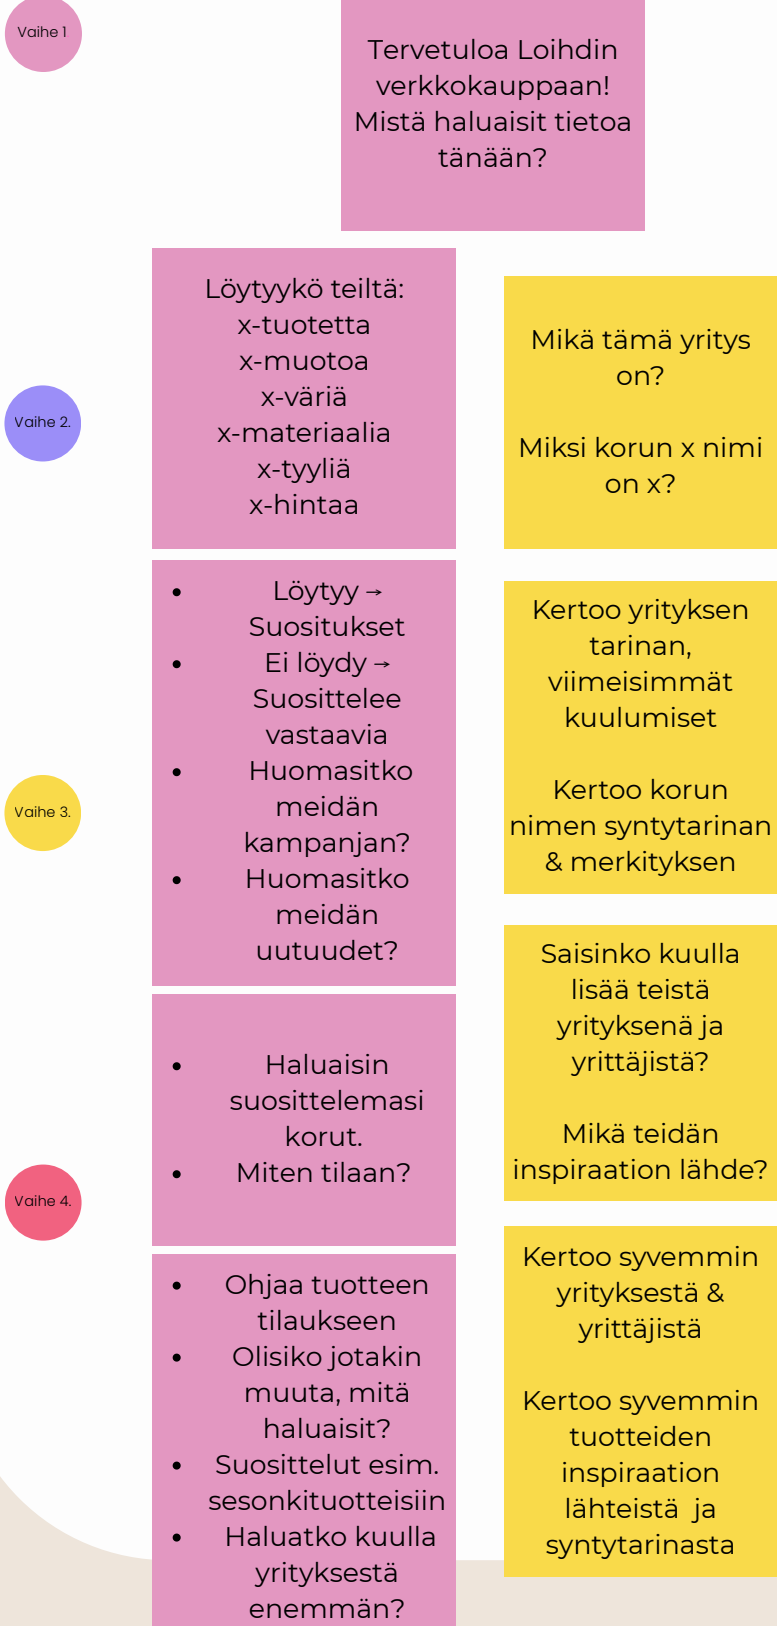 Vaihe 1
Tervetuloa Loihdin
verkkokauppaan!
Mistä haluaisit tietoa
tänään?
Vaihe 2.
Löytyykö teiltä:
x-tuotetta
x-muotoa
x-väriä
x-materiaalia
x-tyyliä
x-hintaa
Mikä tämä yritys
on?
Miksi korun x nimi
on x?
Vaihe 3.
• Löytyy →
Suositukset
• Ei löydy →
Suosittelee
vastaavia
• Huomasitko
meidän
kampanjan?
• Huomasitko
meidän
uutuudet?
Kertoo yrityksen
tarinan,
viimeisimmät
kuulumiset
Kertoo korun
nimen syntytarinan
& merkityksen
Vaihe 4.
• Haluaisin
suosittelemasi
korut.
• Miten tilaan?
Saisinko kuulla
lisää teistä
yrityksenä ja
yrittäjistä?
Mikä teidän
inspiraation lähde?
• Ohjaa tuotteen
tilaukseen
• Olisiko jotakin
muuta, mitä
haluaisit?
• Suosittelut esim.
sesonkituotteisiin
• Haluatko kuulla
yrityksestä
enemmän?
Kertoo syvemmin
yrityksestä &
yrittäjistä
Kertoo syvemmin
tuotteiden
inspiraation
lähteistä ja
syntytarinasta